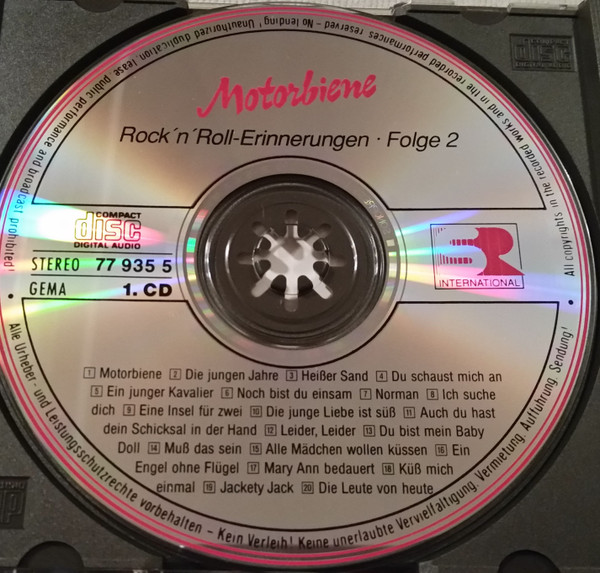 Motorbiene
Rock´n´Roll-Erinnerungen · Folge 2
COMPACT
disc
DIGITAL AUDIO
STEREO 77 935 5
GEMA 1. CD
INTERNATIONAL
1 Motorbiene 2 Die jungen Jahre 3 Heißer Sand 4 Du schaust mich an
5 Ein junger Kavalier 6 Noch bist du einsam 7 Norman 8 Ich suche
dich 9 Eine Insel für zwei 10 Die junge Liebe ist süß 11 Auch du hast
dein Schicksal in der Hand 12 Leider, Leider 13 Du bist mein Baby
Doll 14 Muß das sein 15 Alle Mädchen wollen küssen 16 Ein
Engel ohne Flügel 17 Mary Ann bedauert 18 Küß mich
einmal 19 Jackety Jack 20 Die Leute von heute
All copyrights in the recorded works and in the recorded performances reserved - No lending! Unauthorized duplication, lease, public performance and broadcast prohibited!
Alle Urheber- und Leistungsschutzrechte vorbehalten - Kein Verleih! Keine unerlaubte Vervielfältigung, Vermietung, Aufführung, Sendung!